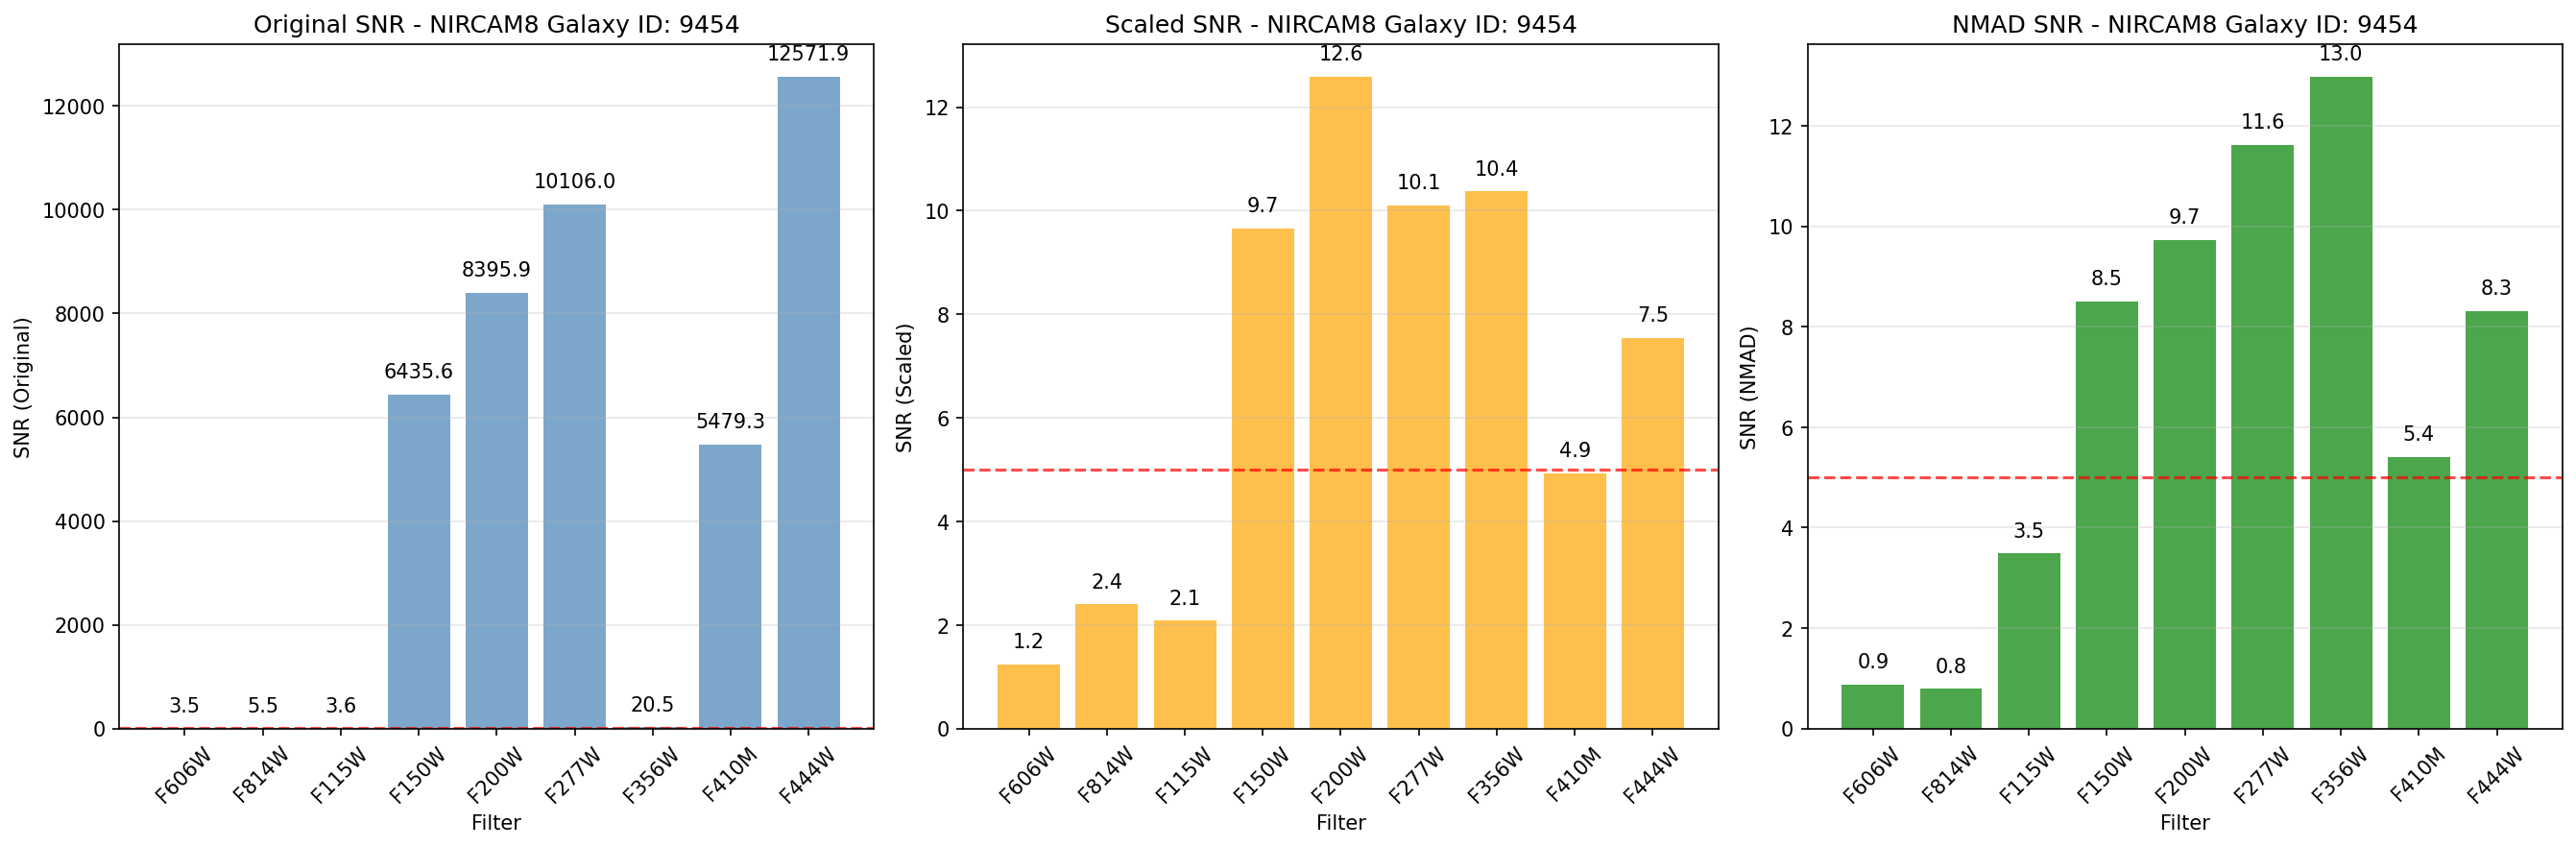 Original SNR - NIRCAM8 Galaxy ID: 9454
SNR (Original)
12000
10000
8000
6000
4000
2000
0
3.5
5.5
3.6
6435.6
8395.9
10106.0
20.5
5479.3
12571.9
F606W
F814W
F115W
F150W
F200W
F277W
F356W
F410M
F444W
Filter
Scaled SNR - NIRCAM8 Galaxy ID: 9454
SNR (Scaled)
12
10
8
6
4
2
0
1.2
2.4
2.1
9.7
12.6
10.1
10.4
4.9
7.5
F606W
F814W
F115W
F150W
F200W
F277W
F356W
F410M
F444W
Filter
NMAD SNR - NIRCAM8 Galaxy ID: 9454
SNR (NMAD)
12
10
8
6
4
2
0
0.9
0.8
3.5
8.5
9.7
11.6
13.0
5.4
8.3
F606W
F814W
F115W
F150W
F200W
F277W
F356W
F410M
F444W
Filter